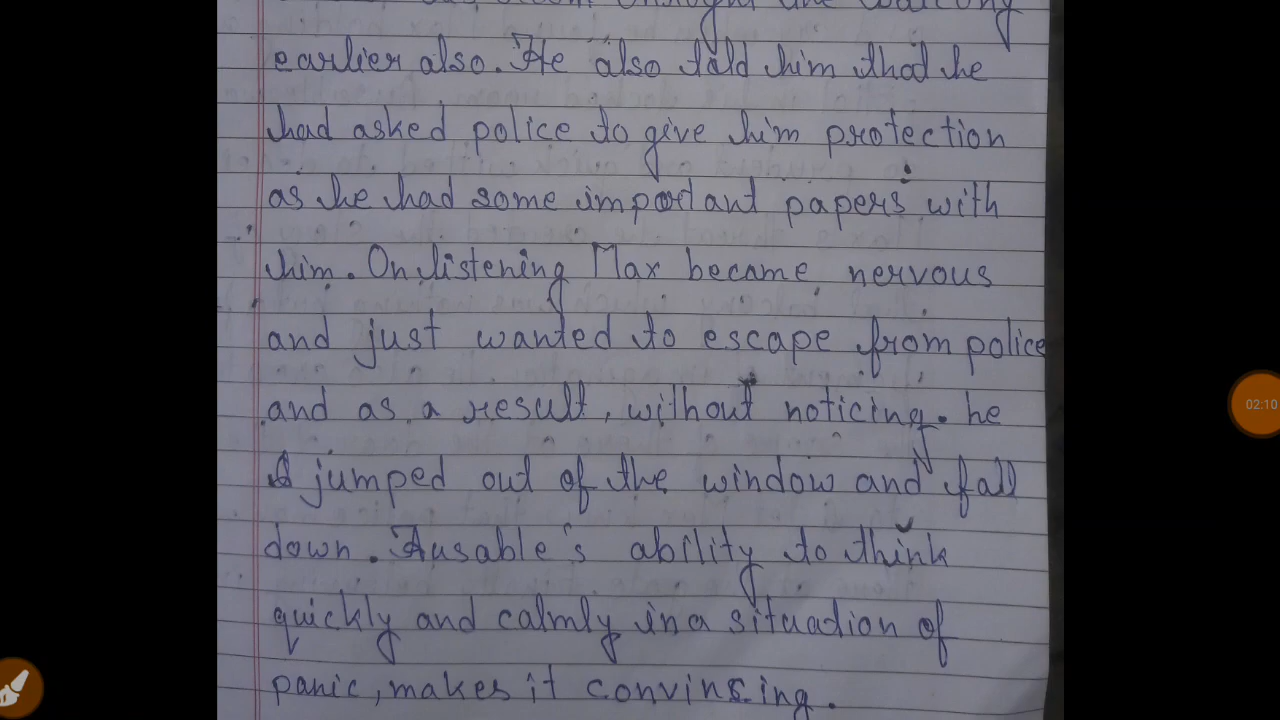 earlier also. He also told him that he
had asked police to give him protection
as he had some important papers with
him. On listening Max became nervous
and just wanted to escape from police
and as a result, without noticing. he
jumped out of the window and fall
down. Ausable's ability to think
quickly and calmly in a situation of
panic, makes it convinsing.
02:10